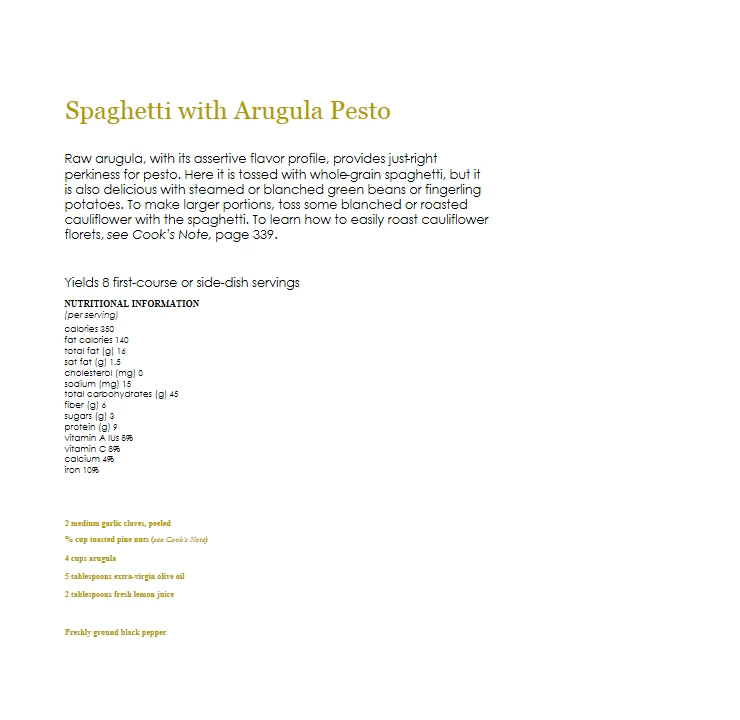 Spaghetti with Arugula Pesto
Raw arugula, with its assertive flavor profile, provides just-right
perkiness for pesto. Here it is tossed with whole-grain spaghetti, but it
is also delicious with steamed or blanched green beans or fingerling
potatoes. To make larger portions, toss some blanched or roasted
cauliflower with the spaghetti. To learn how to easily roast cauliflower
florets, see Cook's Note, page 339.
Yields 8 first-course or side-dish servings
NUTRITIONAL INFORMATION
(per serving)
calories 350
fat calories 140
total fat (g) 16
sat fat (g) 1.5
cholesterol (mg) 0
sodium (mg) 15
total carbohydrates (g) 45
fiber (g) 6
sugars (g) 3
protein (g) 9
vitamin A IUs 8%
vitamin C 8%
calcium 4%
iron 10%
2 medium garlic cloves, peeled
% cup toasted pine nuts (see Cook's Note)
4 cups arugula
5 tablespoons extra-virgin olive oil
2 tablespoons fresh lemon juice
Freshly ground black pepper